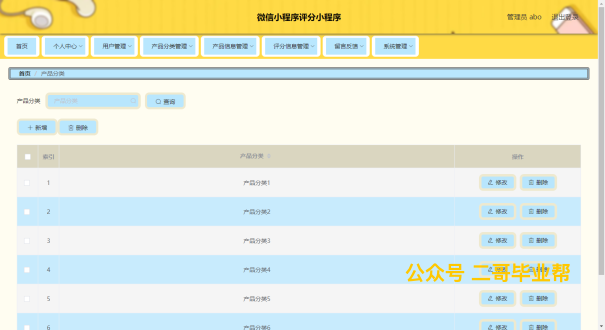 微信小程序评分小程序
管理员 abo 退出登录
首页 个人中心 用户管理 产品分类管理 产品信息管理 评分信息管理 留言反馈 系统管理
首页 / 产品分类
产品分类 产品分类 查询
+ 新增 删除
索引 产品分类 操作
1 产品分类1 修改 删除
2 产品分类2 修改 删除
3 产品分类3 修改 删除
4 产品分类4 修改 删除
公众号 二哥毕业帮
5 产品分类5 修改 删除
6 产品分类6 修改 删除